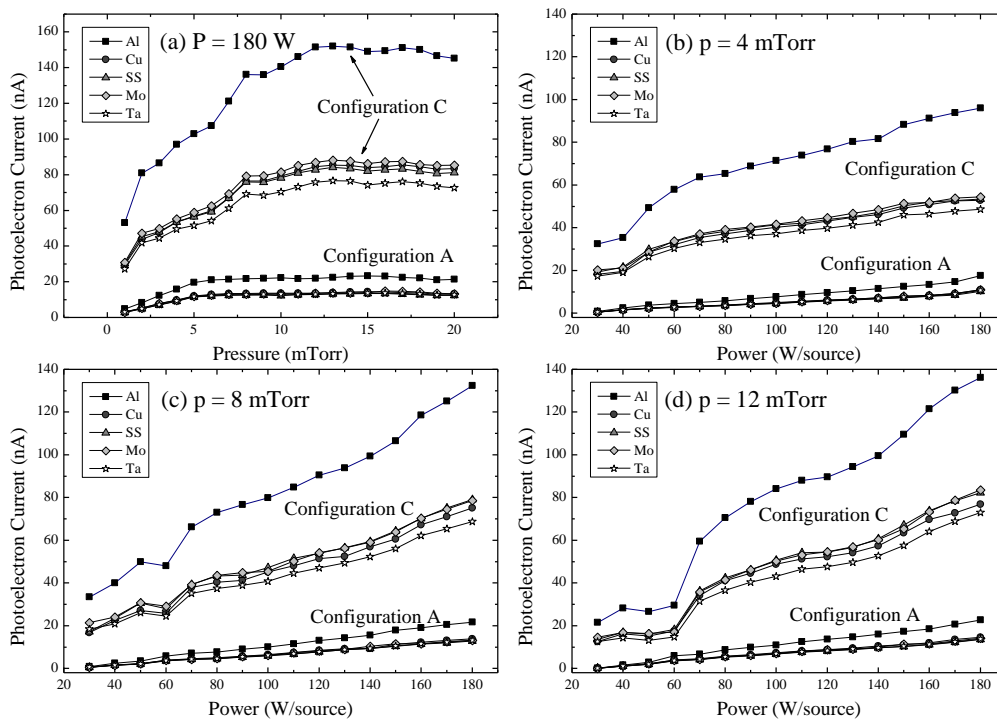 (a) P = 180 W
Al
Cu
SS
Mo
Ta
Configuration C
Configuration A
Photoelectron Current (nA)
160
140
120
100
80
60
40
20
0
0 5 10 15 20
Pressure (mTorr)
(b) p = 4 mTorr
Al
Cu
SS
Mo
Ta
Configuration C
Configuration A
Photoelectron Current (nA)
140
120
100
80
60
40
20
0
20 40 60 80 100 120 140 160 180
Power (W/source)
(c) p = 8 mTorr
Al
Cu
SS
Mo
Ta
Configuration C
Configuration A
Photoelectron Current (nA)
140
120
100
80
60
40
20
0
20 40 60 80 100 120 140 160 180
Power (W/source)
(d) p = 12 mTorr
Al
Cu
SS
Mo
Ta
Configuration C
Configuration A
Photoelectron Current (nA)
140
120
100
80
60
40
20
0
20 40 60 80 100 120 140 160 180
Power (W/source)